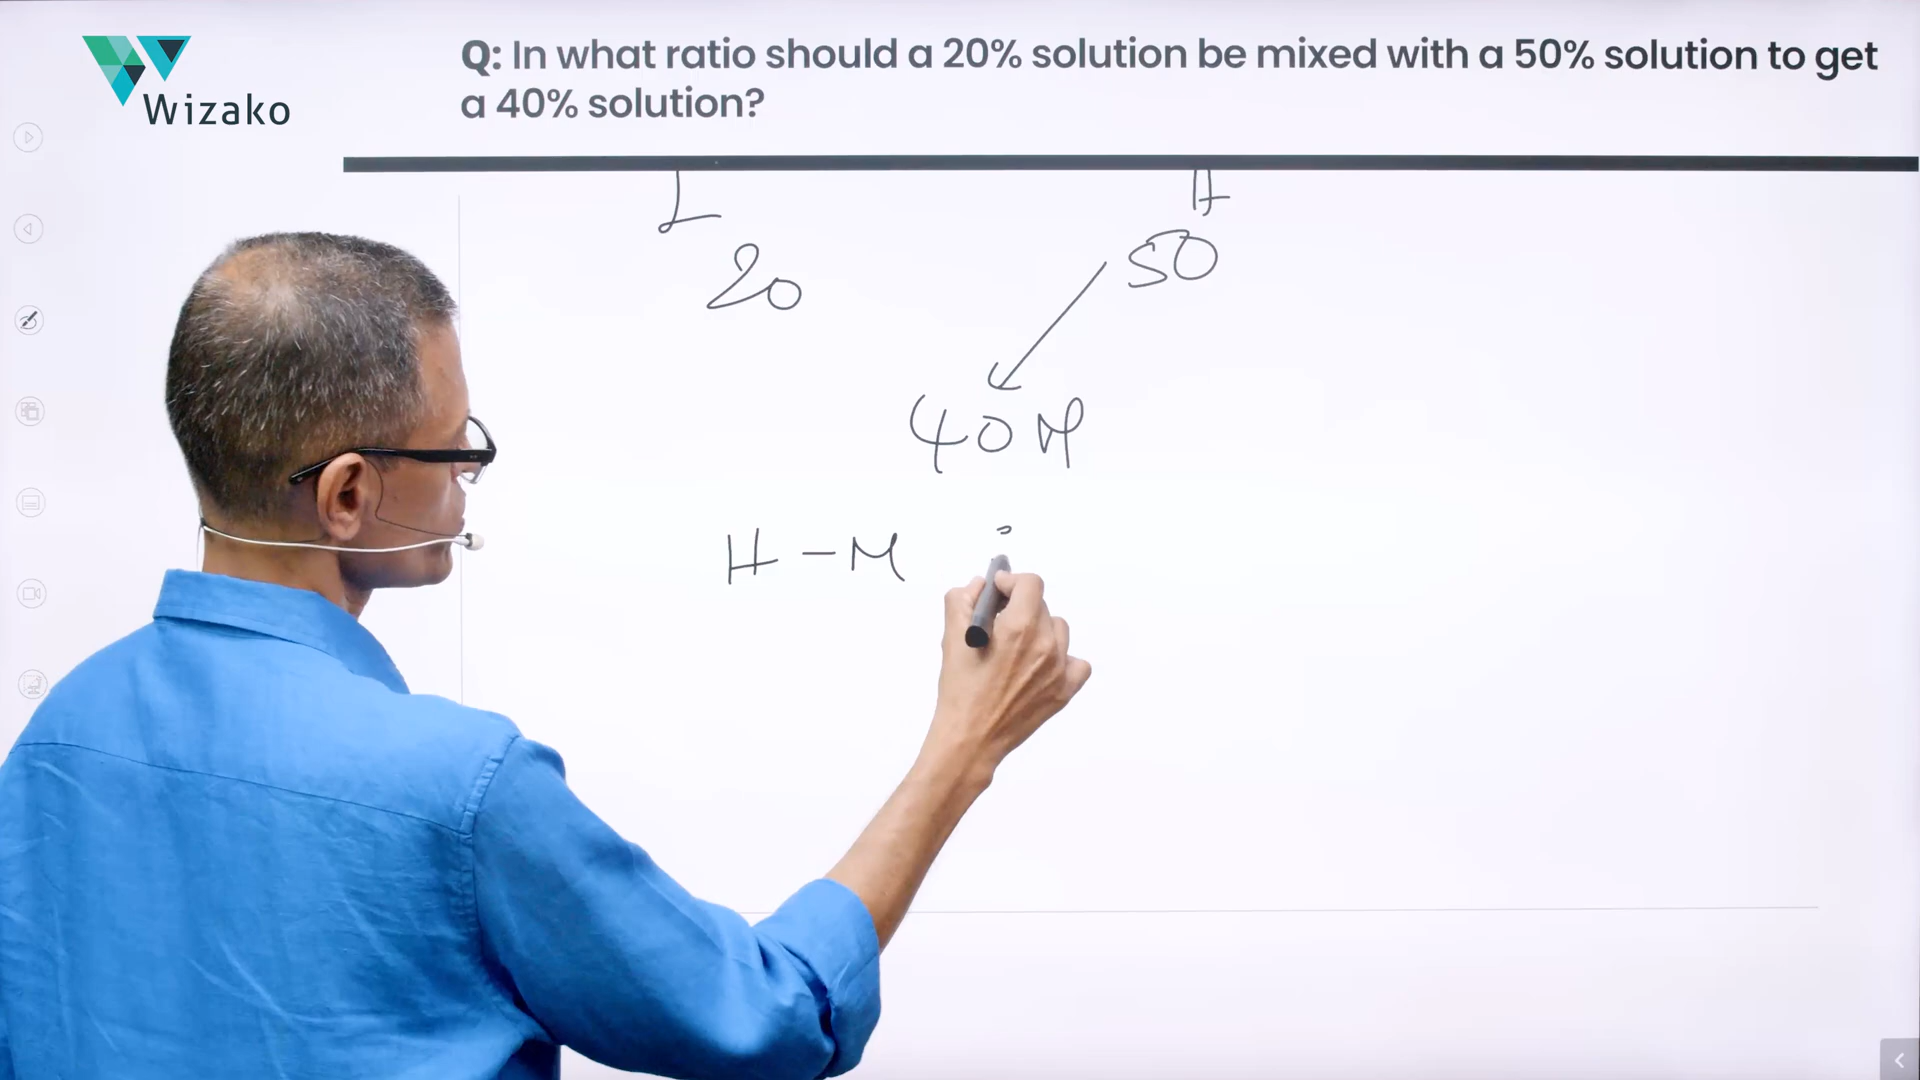 Wizako
Q: In what ratio should a 20% solution be mixed with a 50% solution to get
a 40% solution?
L H
20 50
40 M
H - M :